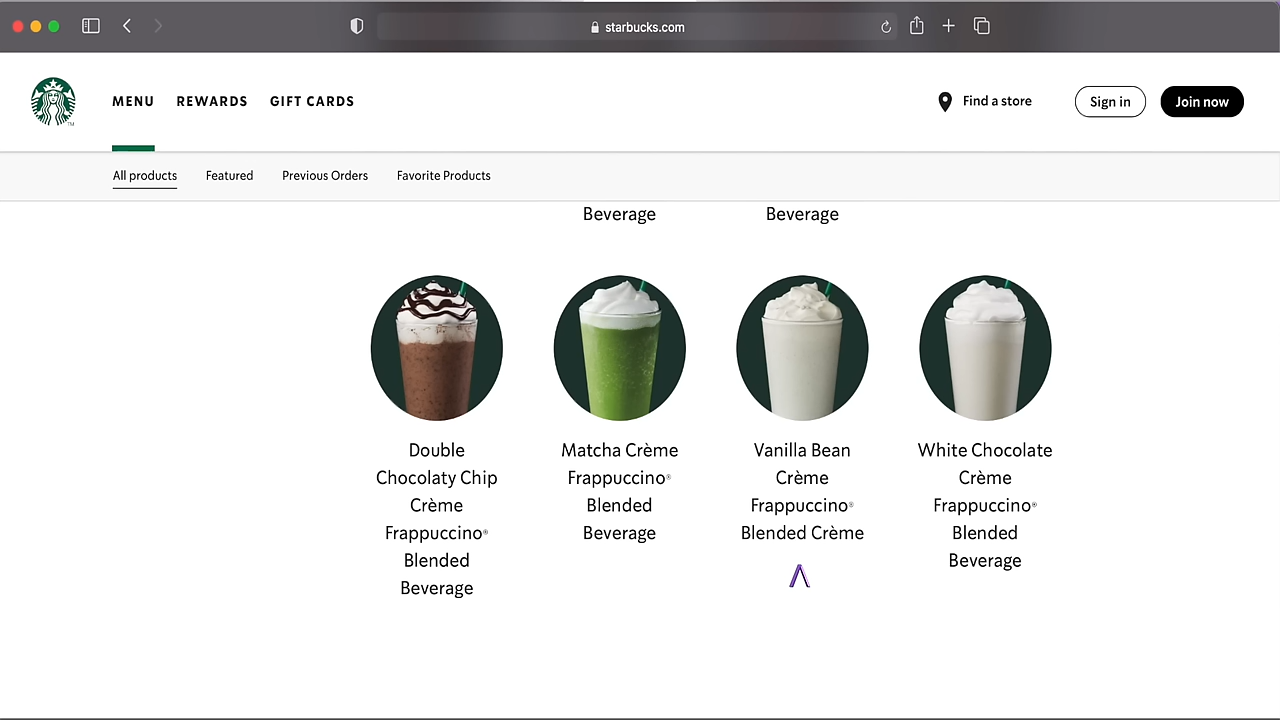 starbucks.com
MENU REWARDS GIFT CARDS
Find a store
Sign in
Join now
All products Featured Previous Orders Favorite Products
Beverage
Beverage
Double
Chocolaty Chip
Crème
Frappuccino®
Blended
Beverage
Matcha Crème
Frappuccino®
Blended
Beverage
Vanilla Bean
Crème
Frappuccino®
Blended Crème
White Chocolate
Crème
Frappuccino®
Blended
Beverage